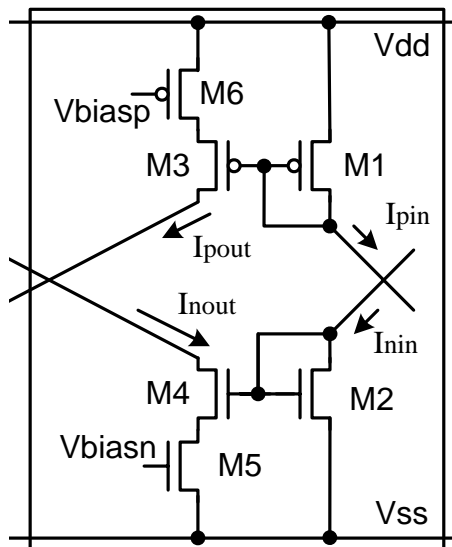 Vdd
M6
Vbiasp
M3
M1
Ipin
Ipout
Inout
Inin
M4
M2
Vbiasn
M5
Vss